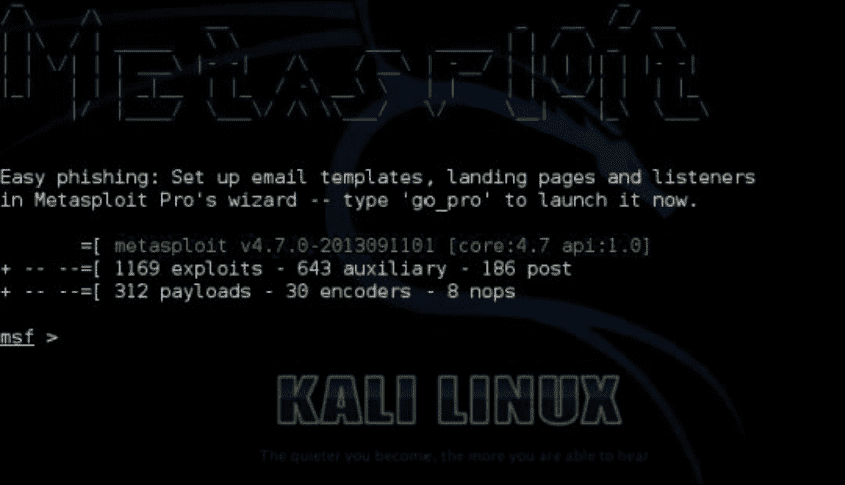 Metasploit
Easy phishing: Set up email templates, landing pages and listeners
in Metasploit Pro's wizard -- type 'go_pro' to launch it now.
=[ metasploit v4.7.0-2013091101 [core:4.7 api:1.0]
+ -- --=[ 1169 exploits - 643 auxiliary - 186 post
+ -- --=[ 312 payloads - 30 encoders - 8 nops
msf >
KALI LINUX
The quieter you become, the more you are able to hear